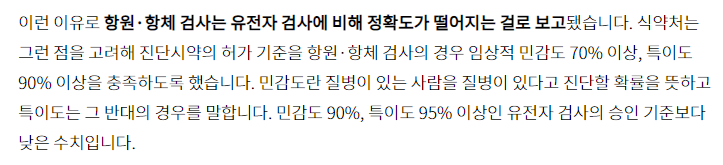 이런 이유로 항원·항체 검사는 유전자 검사에 비해 정확도가 떨어지는 걸로 보고됐습니다. 식약처는
그런 점을 고려해 진단시약의 허가 기준을 항원·항체 검사의 경우 임상적 민감도 70% 이상, 특이도
90% 이상을 충족하도록 했습니다. 민감도란 질병이 있는 사람을 질병이 있다고 진단할 확률을 뜻하고
특이도는 그 반대의 경우를 말합니다. 민감도 90%, 특이도 95% 이상인 유전자 검사의 승인 기준보다
낮은 수치입니다.